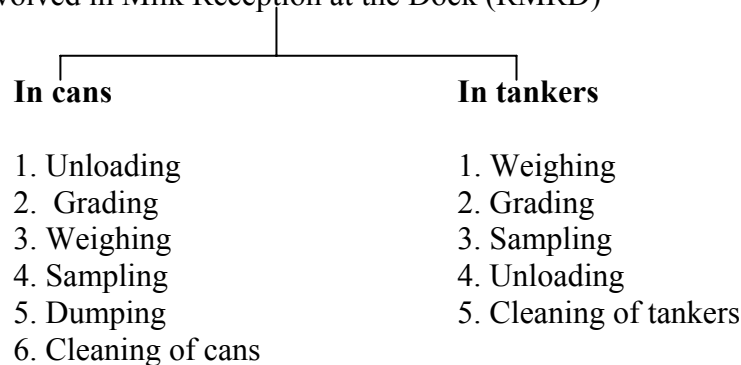 in Milk Reception at the Dock (RMRD)
In cans
1. Unloading
2. Grading
3. Weighing
4. Sampling
5. Dumping
6. Cleaning of cans
In tankers
1. Weighing
2. Grading
3. Sampling
4. Unloading
5. Cleaning of tankers